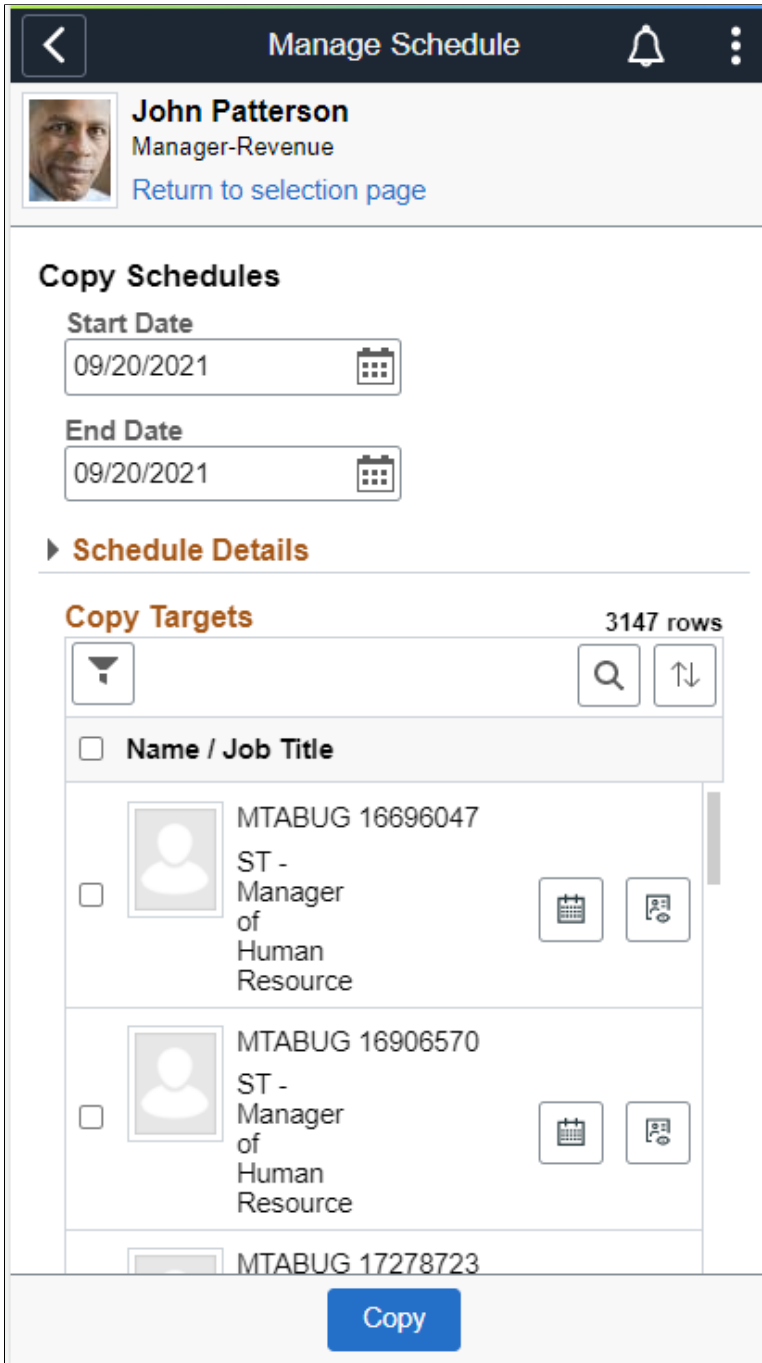 Manage Schedule
John Patterson
Manager-Revenue
Return to selection page
Copy Schedules
Start Date
09/20/2021
End Date
09/20/2021
Schedule Details
Copy Targets
3147 rows
Name / Job Title
MTABUG 16696047
ST -
Manager
of
Human
Resource
MTABUG 16906570
ST -
Manager
of
Human
Resource
MTABUG 17278723
Copy